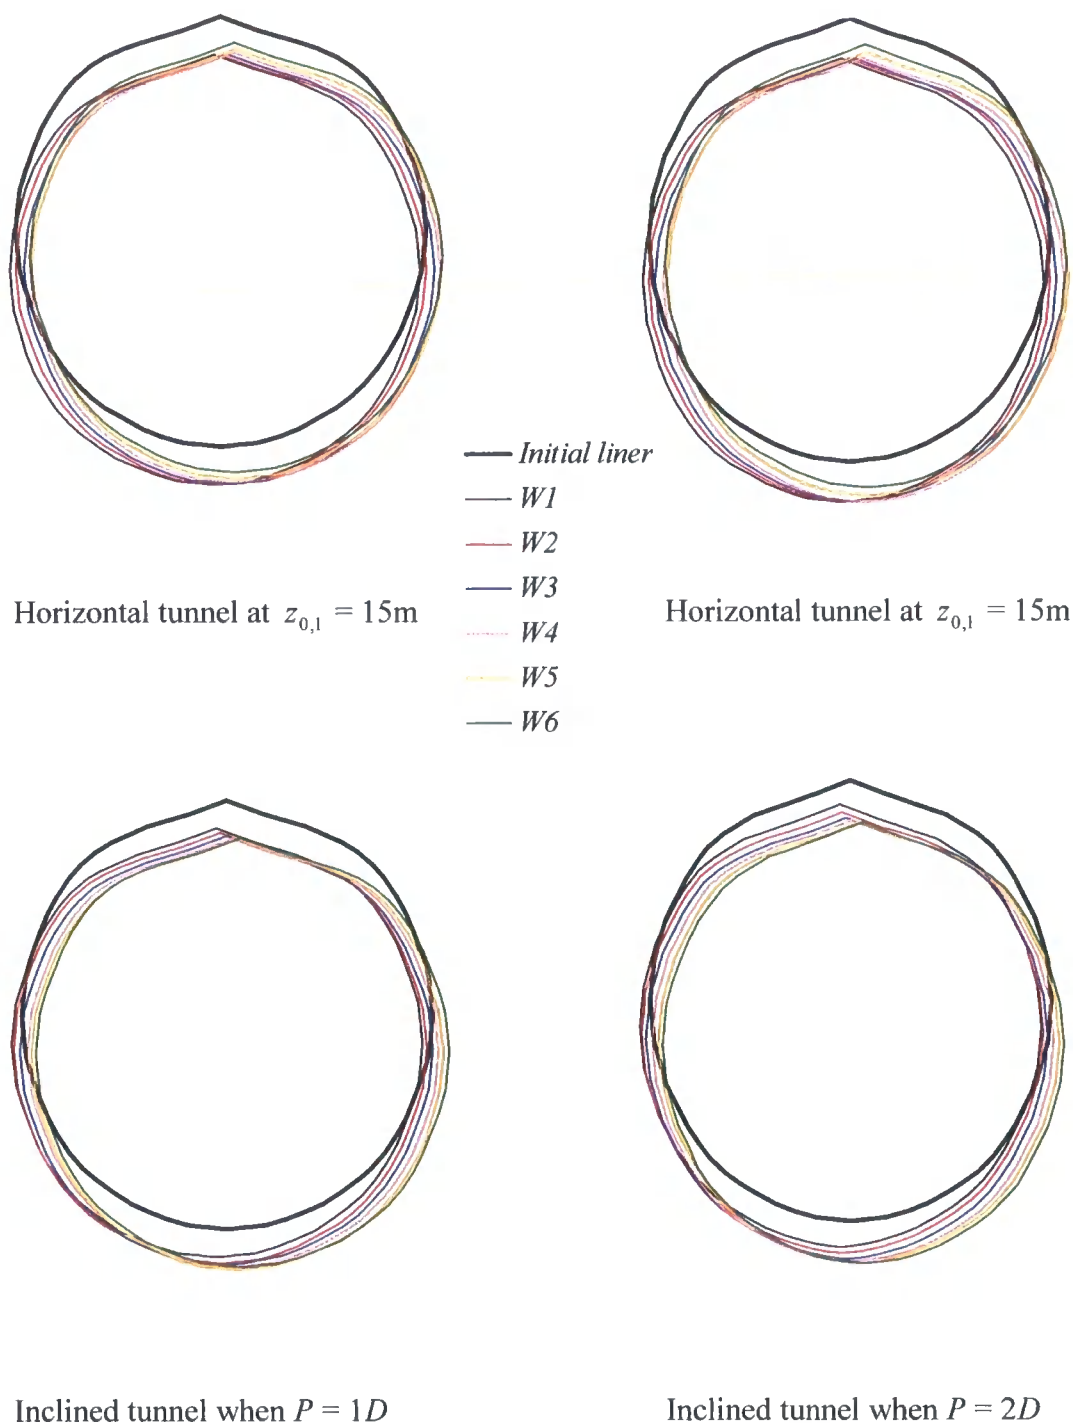 Initial liner
W1
W2
W3
W4
W5
W6
Horizontal tunnel at z₀,₁ = 15m
Horizontal tunnel at z₀,₁ = 15m
Inclined tunnel when P = 1D
Inclined tunnel when P = 2D